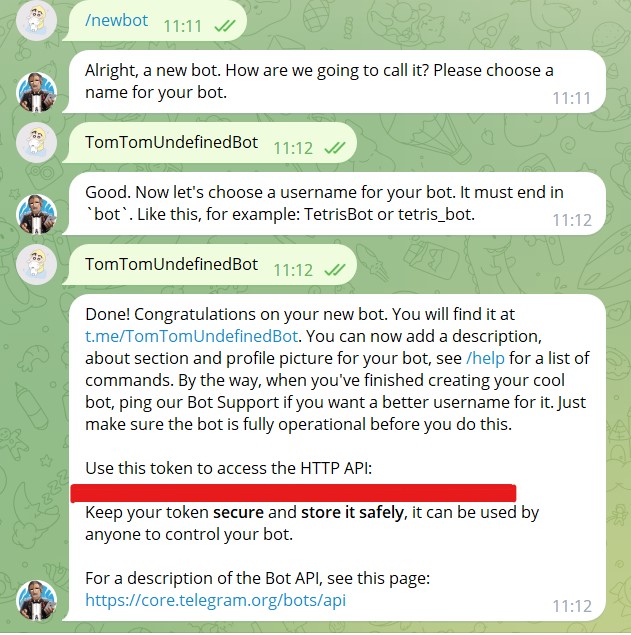 /newbot 11:11
Alright, a new bot. How are we going to call it? Please choose a
name for your bot.
11:11
TomTomUndefinedBot 11:12
Good. Now let's choose a username for your bot. It must end in
`bot`. Like this, for example: TetrisBot or tetris_bot.
11:12
TomTomUndefinedBot 11:12
Done! Congratulations on your new bot. You will find it at
t.me/TomTomUndefinedBot. You can now add a description,
about section and profile picture for your bot, see /help for a list of
commands. By the way, when you've finished creating your cool
bot, ping our Bot Support if you want a better username for it. Just
make sure the bot is fully operational before you do this.
Use this token to access the HTTP API:
Keep your token secure and store it safely, it can be used by
anyone to control your bot.
For a description of the Bot API, see this page:
https://core.telegram.org/bots/api
11:12